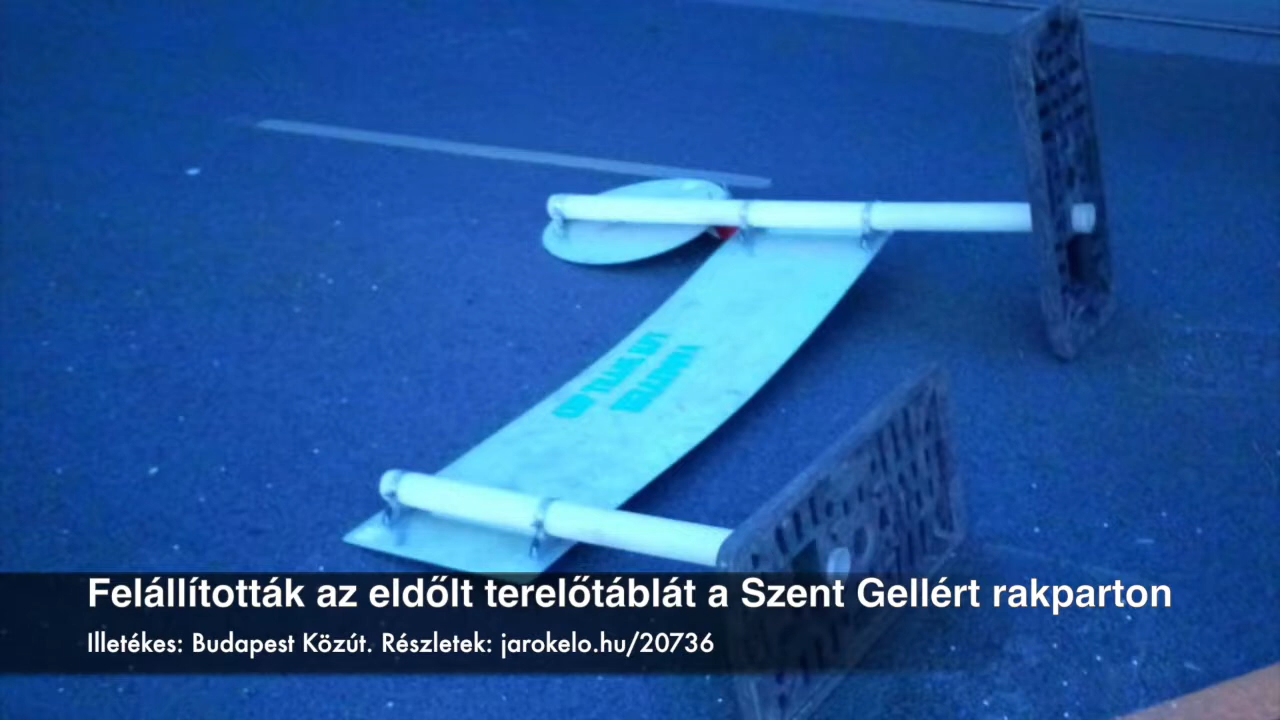 Felállították az eldőlt terelőtáblát a Szent Gellért rakparton
Illetékes: Budapest Közút. Részletek: jarokelo.hu/20736